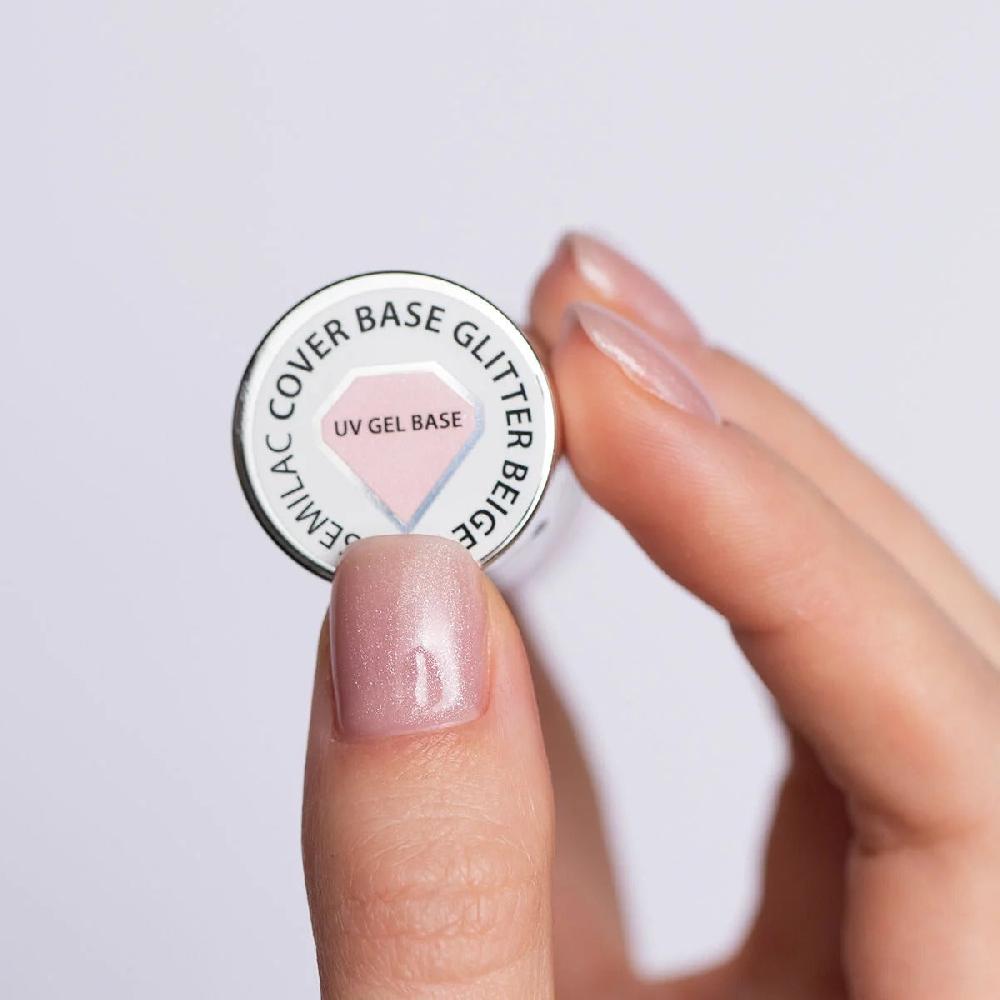 SEMILAC COVER BASE GLITTER BEIGE
UV GEL BASE